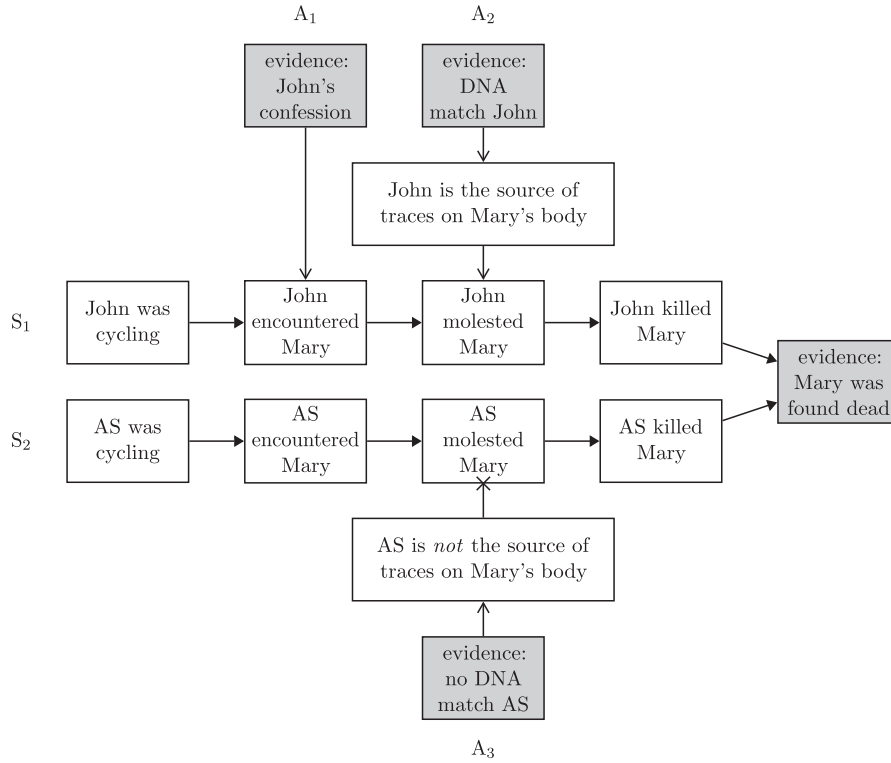 A1
A2
evidence:
John's
confession
evidence:
DNA
match John
John is the source of
traces on Mary's body
S1
John was
cycling
John
encountered
Mary
John
molested
Mary
John killed
Mary
evidence:
Mary was
found dead
S2
AS was
cycling
AS
encountered
Mary
AS
molested
Mary
AS killed
Mary
AS is not the source of
traces on Mary's body
evidence:
no DNA
match AS
A3